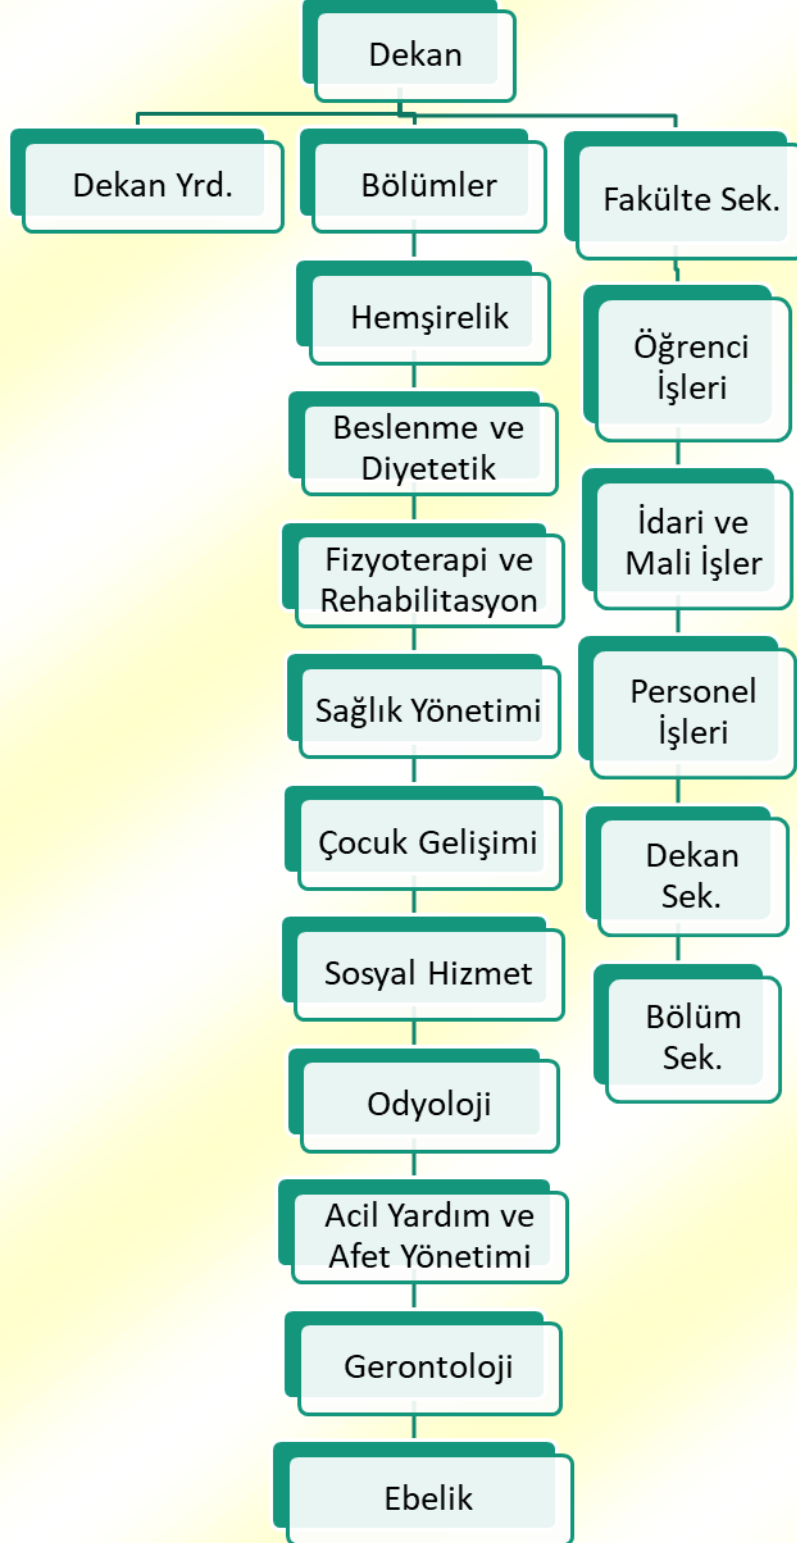 Dekan
Dekan Yrd.
Bölümler
Fakülte Sek.
Hemşirelik
Beslenme ve
Diyetetik
Fizyoterapi ve
Rehabilitasyon
Sağlık Yönetimi
Çocuk Gelişimi
Sosyal Hizmet
Odyoloji
Acil Yardım ve
Afet Yönetimi
Gerontoloji
Ebelik
Öğrenci
İşleri
İdari ve
Mali İşler
Personel
İşleri
Dekan
Sek.
Bölüm
Sek.